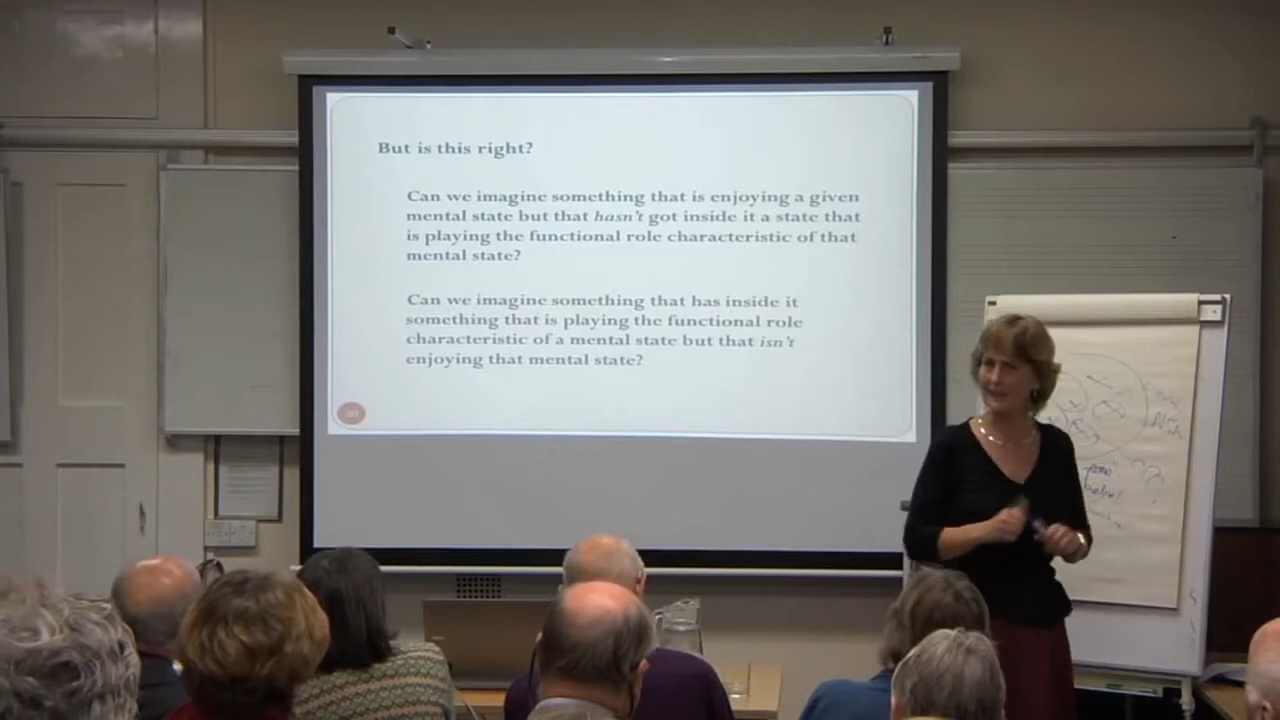 But is this right?
Can we imagine something that is enjoying a given
mental state but that hasn't got inside it a state that
is playing the functional role characteristic of that
mental state?
Can we imagine something that has inside it
something that is playing the functional role
characteristic of a mental state but that isn't
enjoying that mental state?